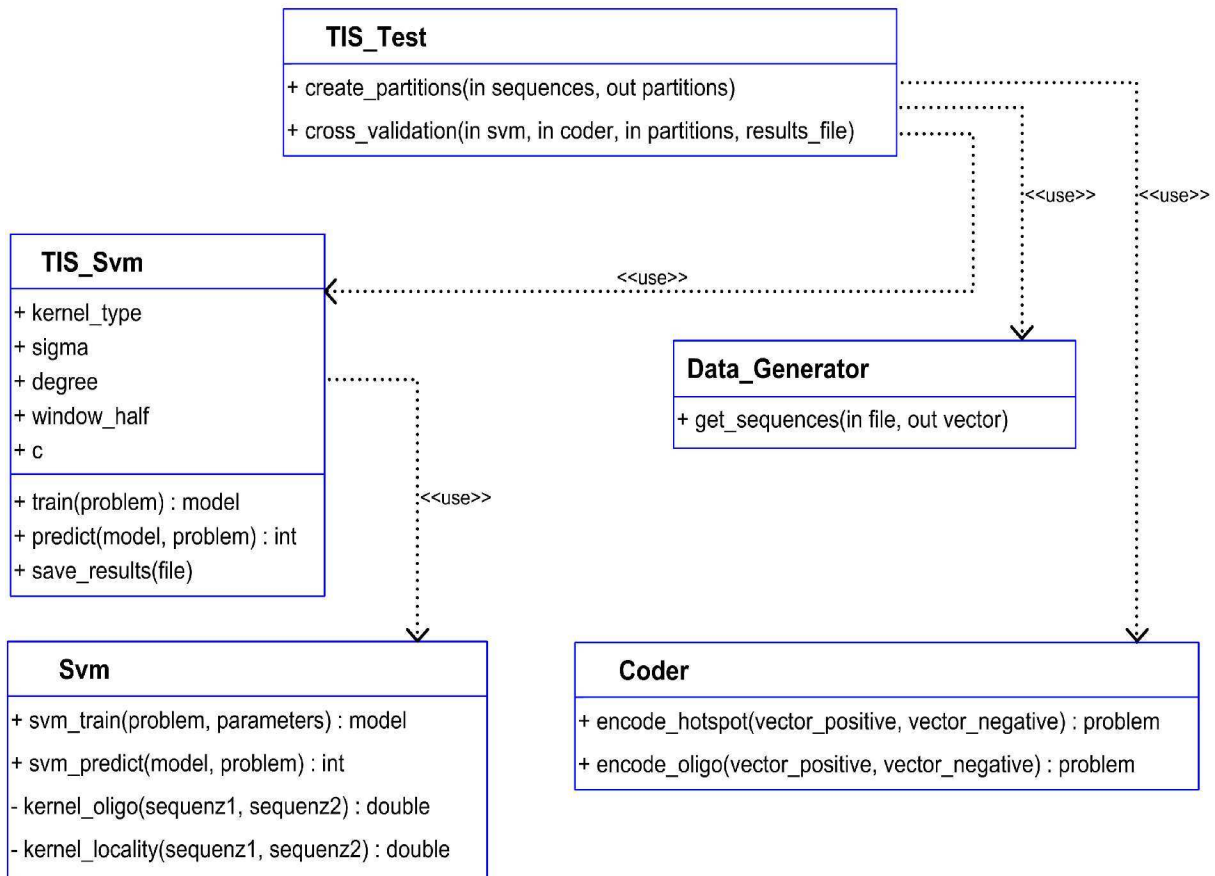 TIS_Test
+ create_partitions(in sequences, out partitions)
+ cross_validation(in svm, in coder, in partitions, results_file)
<<use>>
<<use>>
<<use>>
TIS_Svm
+ kernel_type
+ sigma
+ degree
+ window_half
+ c
+ train(problem) : model
+ predict(model, problem) : int
+ save_results(file)
Data_Generator
+ get_sequences(in file, out vector)
<<use>>
Svm
+ svm_train(problem, parameters) : model
+ svm_predict(model, problem) : int
- kernel_oligo(sequenz1, sequenz2) : double
- kernel_locality(sequenz1, sequenz2) : double
Coder
+ encode_hotspot(vector_positive, vector_negative) : problem
+ encode_oligo(vector_positive, vector_negative) : problem